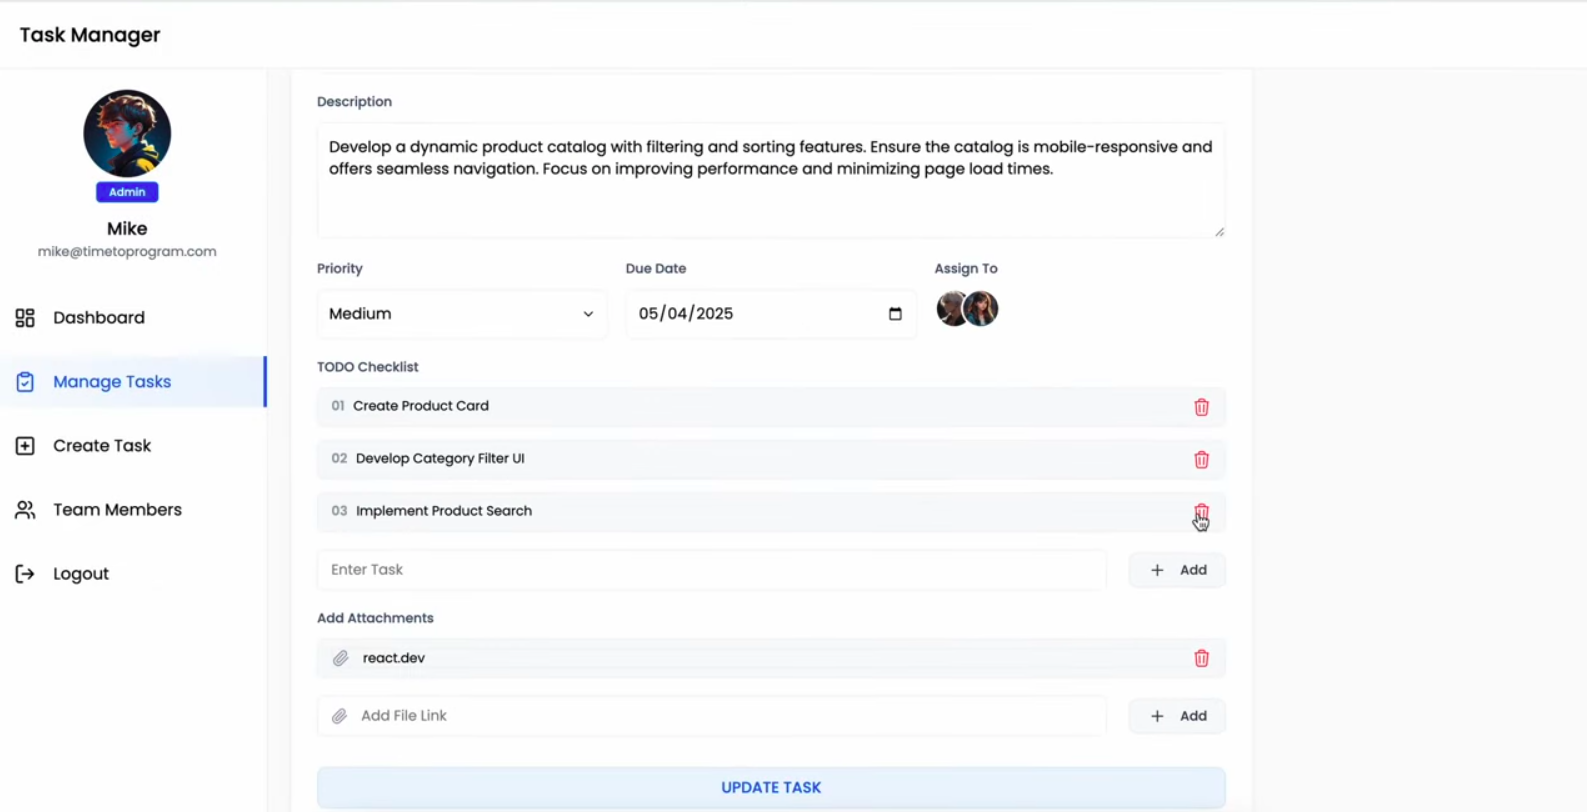 Task Manager
Admin
Mike
mike@timetoprogram.com
Dashboard
Manage Tasks
Create Task
Team Members
Logout
Description
Develop a dynamic product catalog with filtering and sorting features. Ensure the catalog is mobile-responsive and
offers seamless navigation. Focus on improving performance and minimizing page load times.
Priority
Due Date
Assign To
Medium
05/04/2025
TODO Checklist
01 Create Product Card
02 Develop Category Filter UI
03 Implement Product Search
Enter Task
+ Add
Add Attachments
react.dev
Add File Link
+ Add
UPDATE TASK